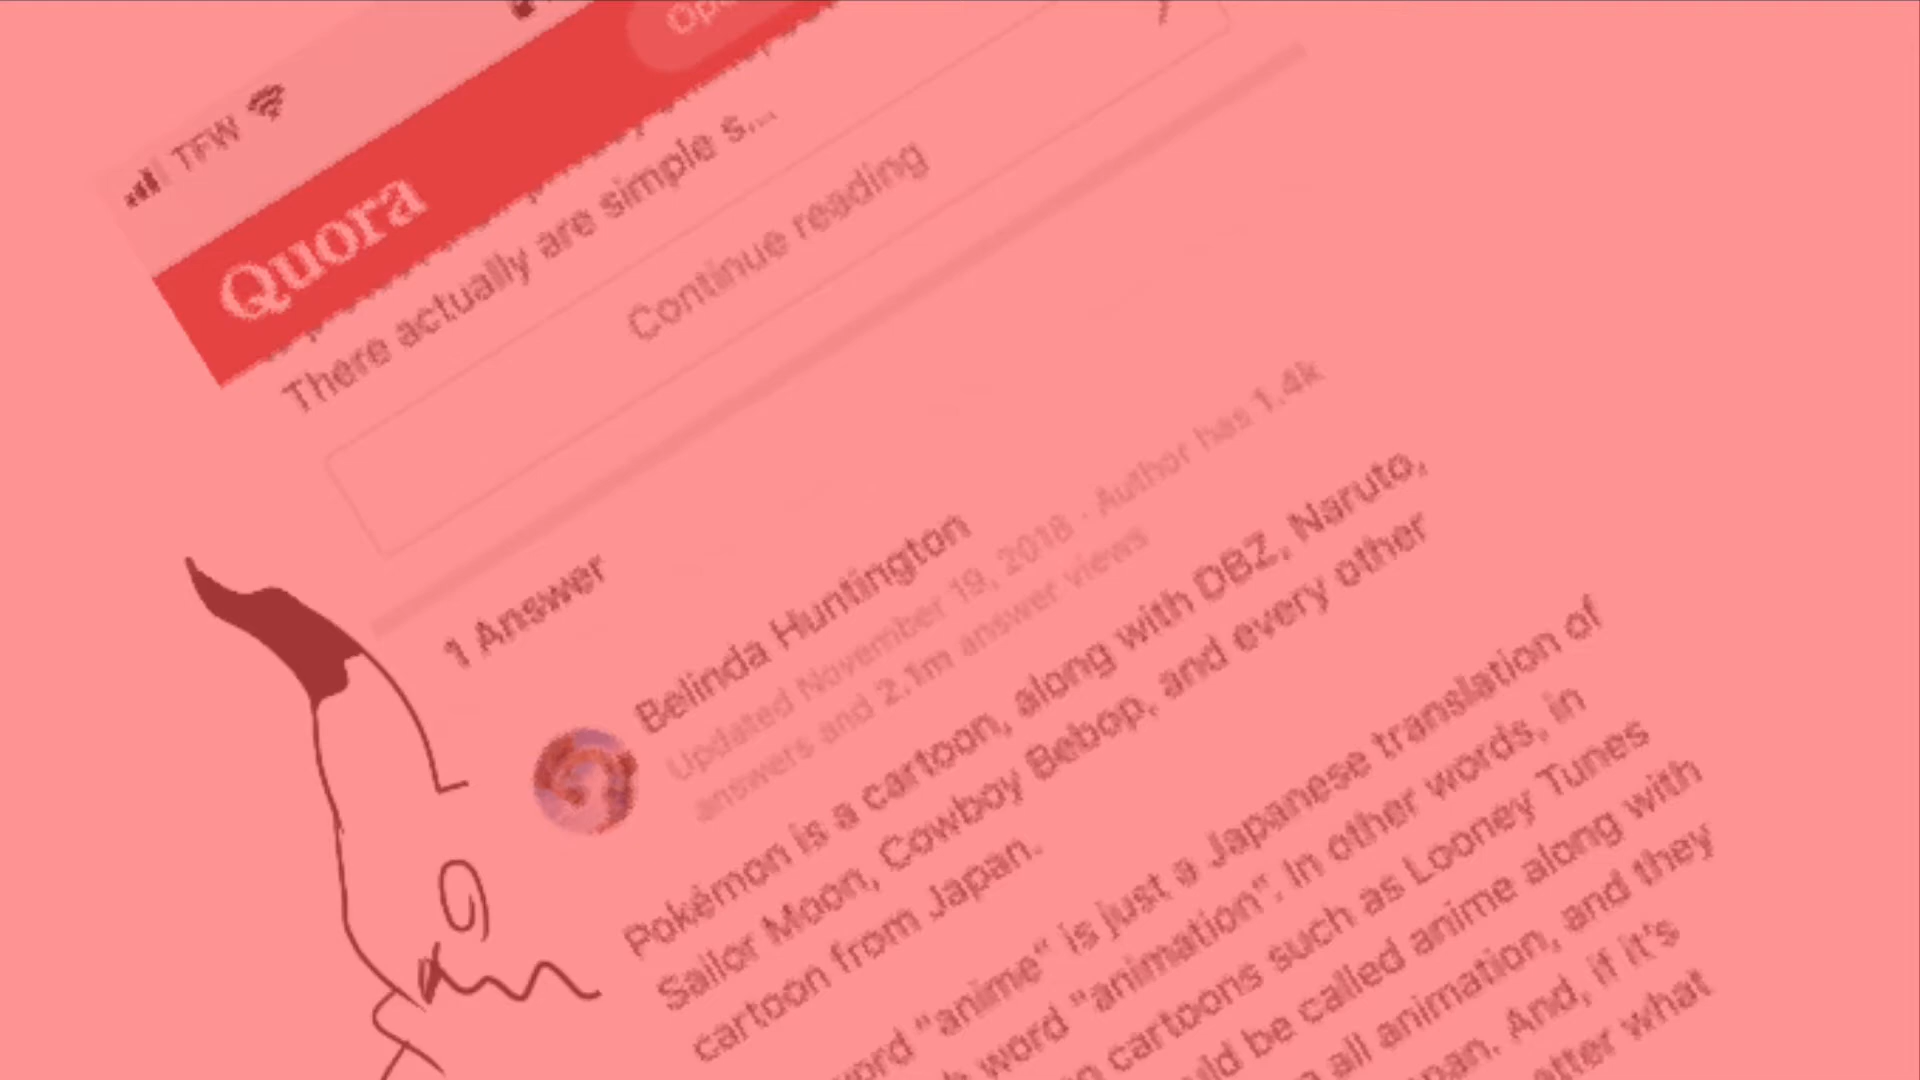 TFW
Quora
There actually are simple s...
Continue reading
1 Answer
Belinda Huntington
Updated November 19, 2018 · Author has 1.4k
answers and 2.1m answer views
Pokémon is a cartoon, along with DBZ, Naruto,
Sailor Moon, Cowboy Bebop, and every other
cartoon from Japan.
word "anime" is just a Japanese translation of
word "animation". In other words, in
cartoons such as Looney Tunes
be called anime along with
all animation, and they
And, if it's
what